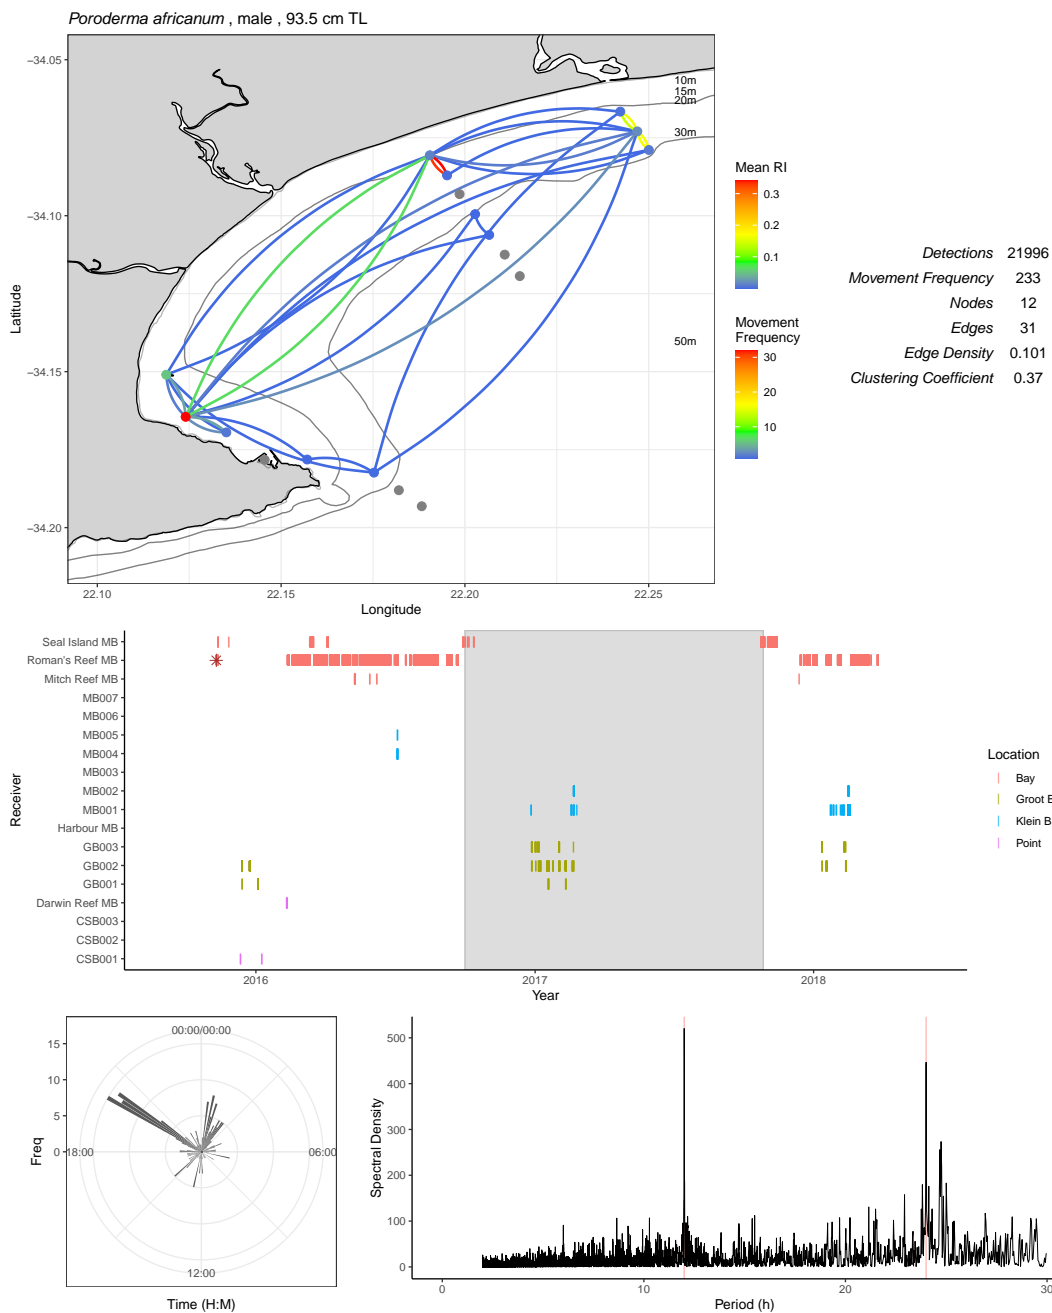 Poroderma africanum , male , 93.5 cm TL
−34.05
−34.10
−34.15
−34.20
Latitude
10m
15m
20m
30m
50m
22.10 22.15 22.20 22.25
Longitude
Mean RI
0.3
0.2
0.1
Movement
Frequency
30
20
10
Detections 21996
Movement Frequency 233
Nodes 12
Edges 31
Edge Density 0.101
Clustering Coefficient 0.37
Receiver
Seal Island MB
Roman's Reef MB
Mitch Reef MB
MB007
MB006
MB005
MB004
MB003
MB002
MB001
Harbour MB
GB003
GB002
GB001
Darwin Reef MB
CSB003
CSB002
CSB001
2016 2017 2018
Year
Location
Bay
Groot B
Klein B
Point
Freq
15
10
5
0
00:00/00:00
06:00
12:00
18:00
Time (H:M)
Spectral Density
500
400
300
200
100
0
0 10 20 30
Period (h)